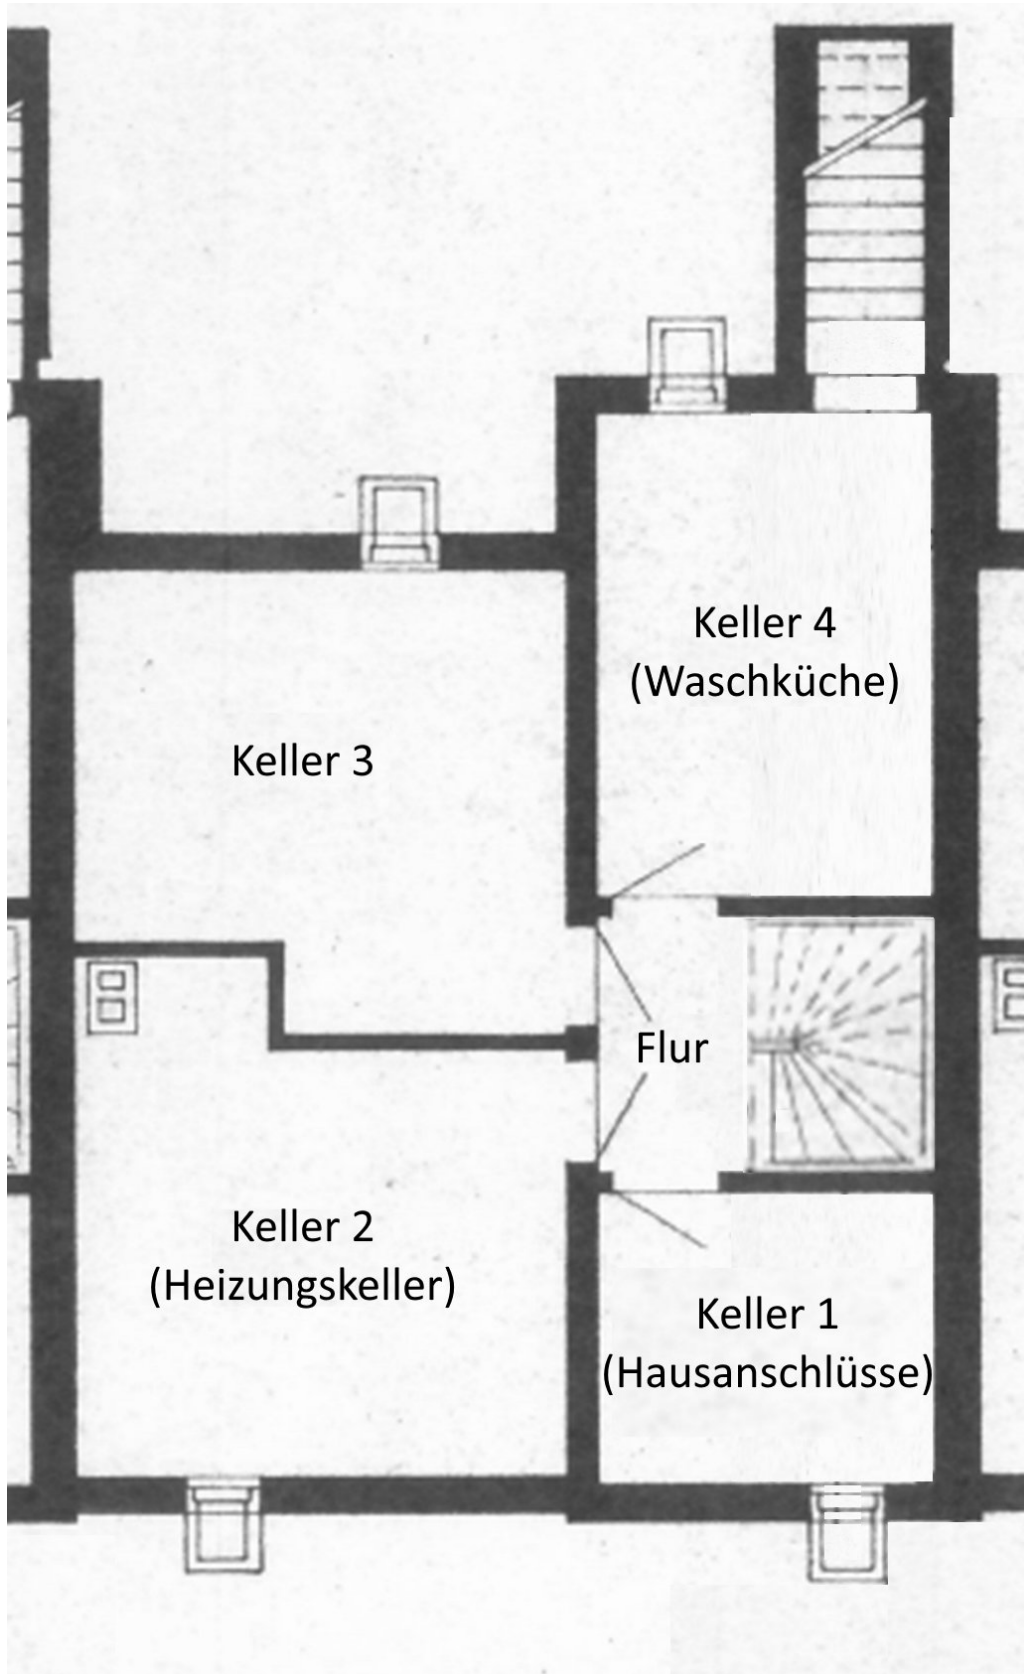 Keller 4
(Waschküche)
Keller 3
Flur
Keller 2
(Heizungskeller)
Keller 1
(Hausanschlüsse)